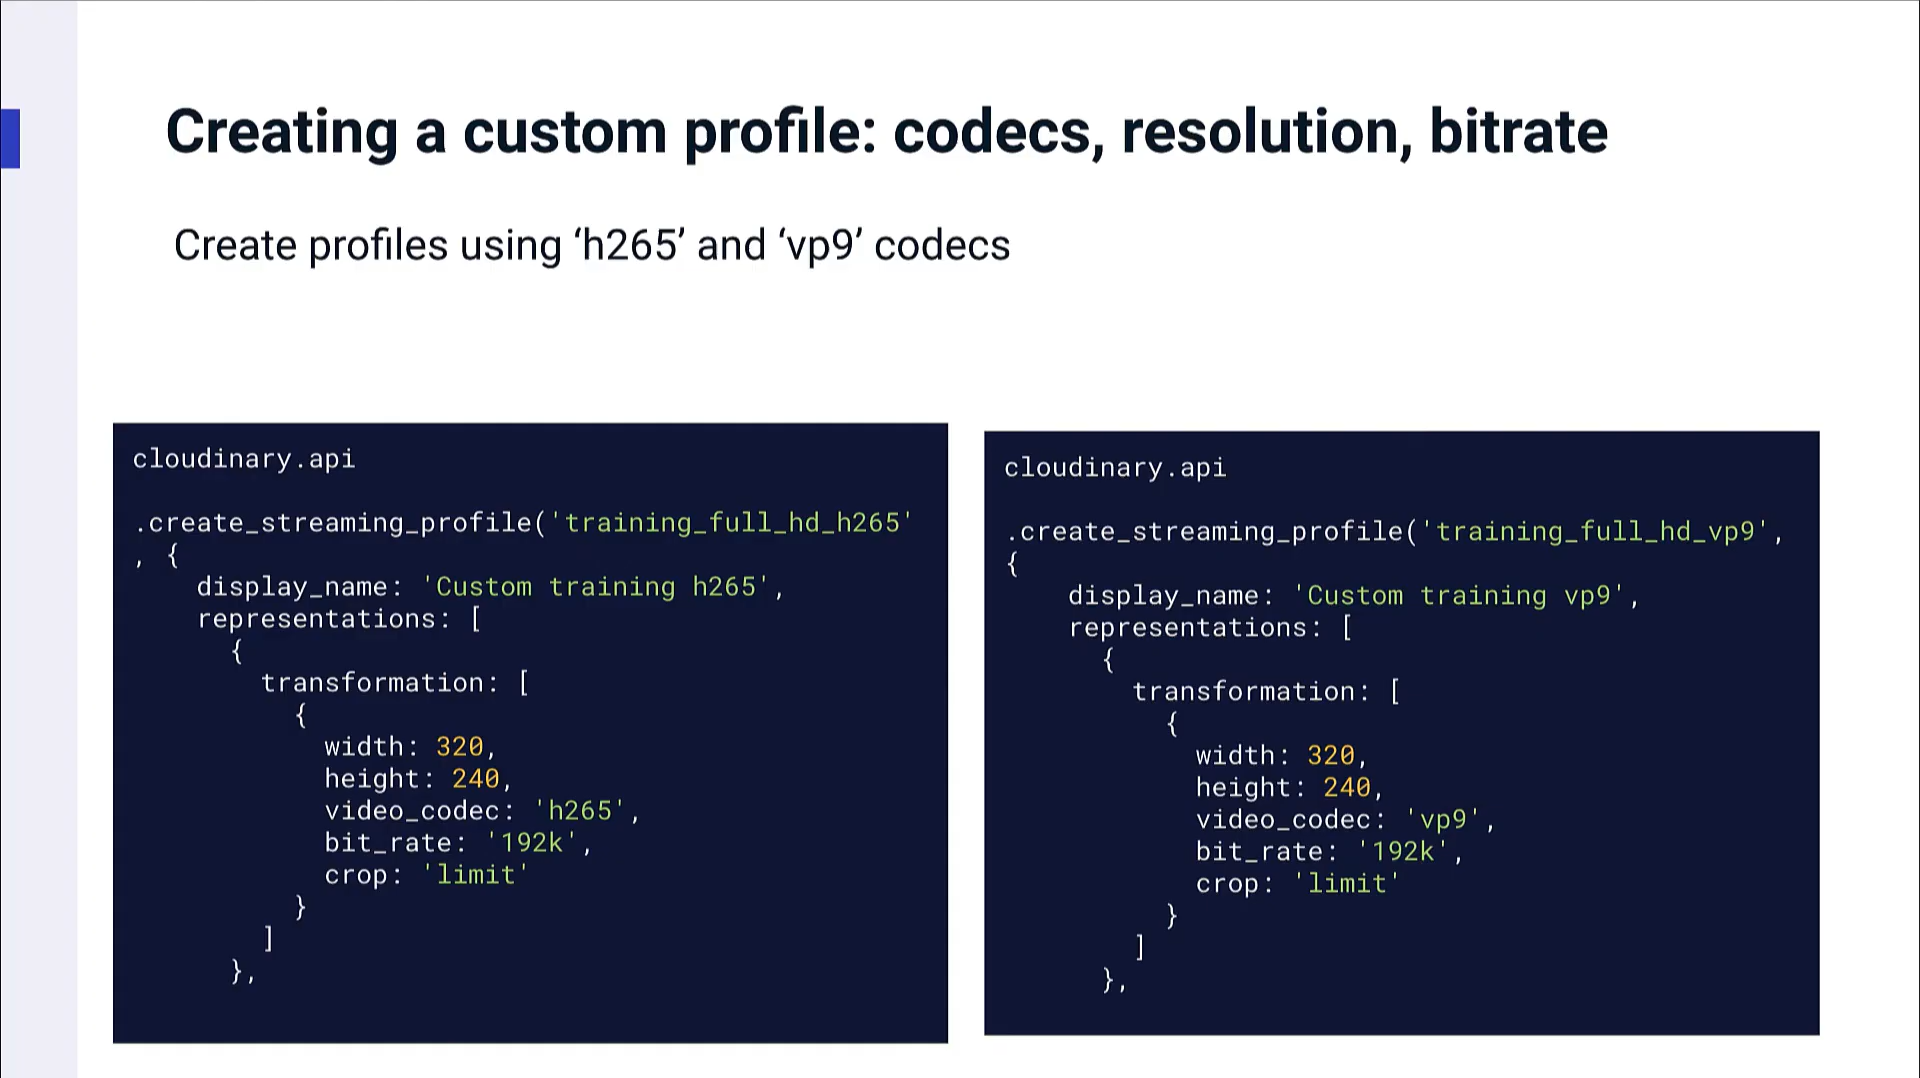 Creating a custom profile: codecs, resolution, bitrate
Create profiles using ‘h265’ and ‘vp9’ codecs
cloudinary.api
.create_streaming_profile('training_full_hd_h265'
, {
display_name: 'Custom training h265',
representations: [
{
transformation: [
{
width: 320,
height: 240,
video_codec: 'h265',
bit_rate: '192k',
crop: 'limit'
}
]
},
cloudinary.api
.create_streaming_profile('training_full_hd_vp9',
{
display_name: 'Custom training vp9',
representations: [
{
transformation: [
{
width: 320,
height: 240,
video_codec: 'vp9',
bit_rate: '192k',
crop: 'limit'
}
]
},